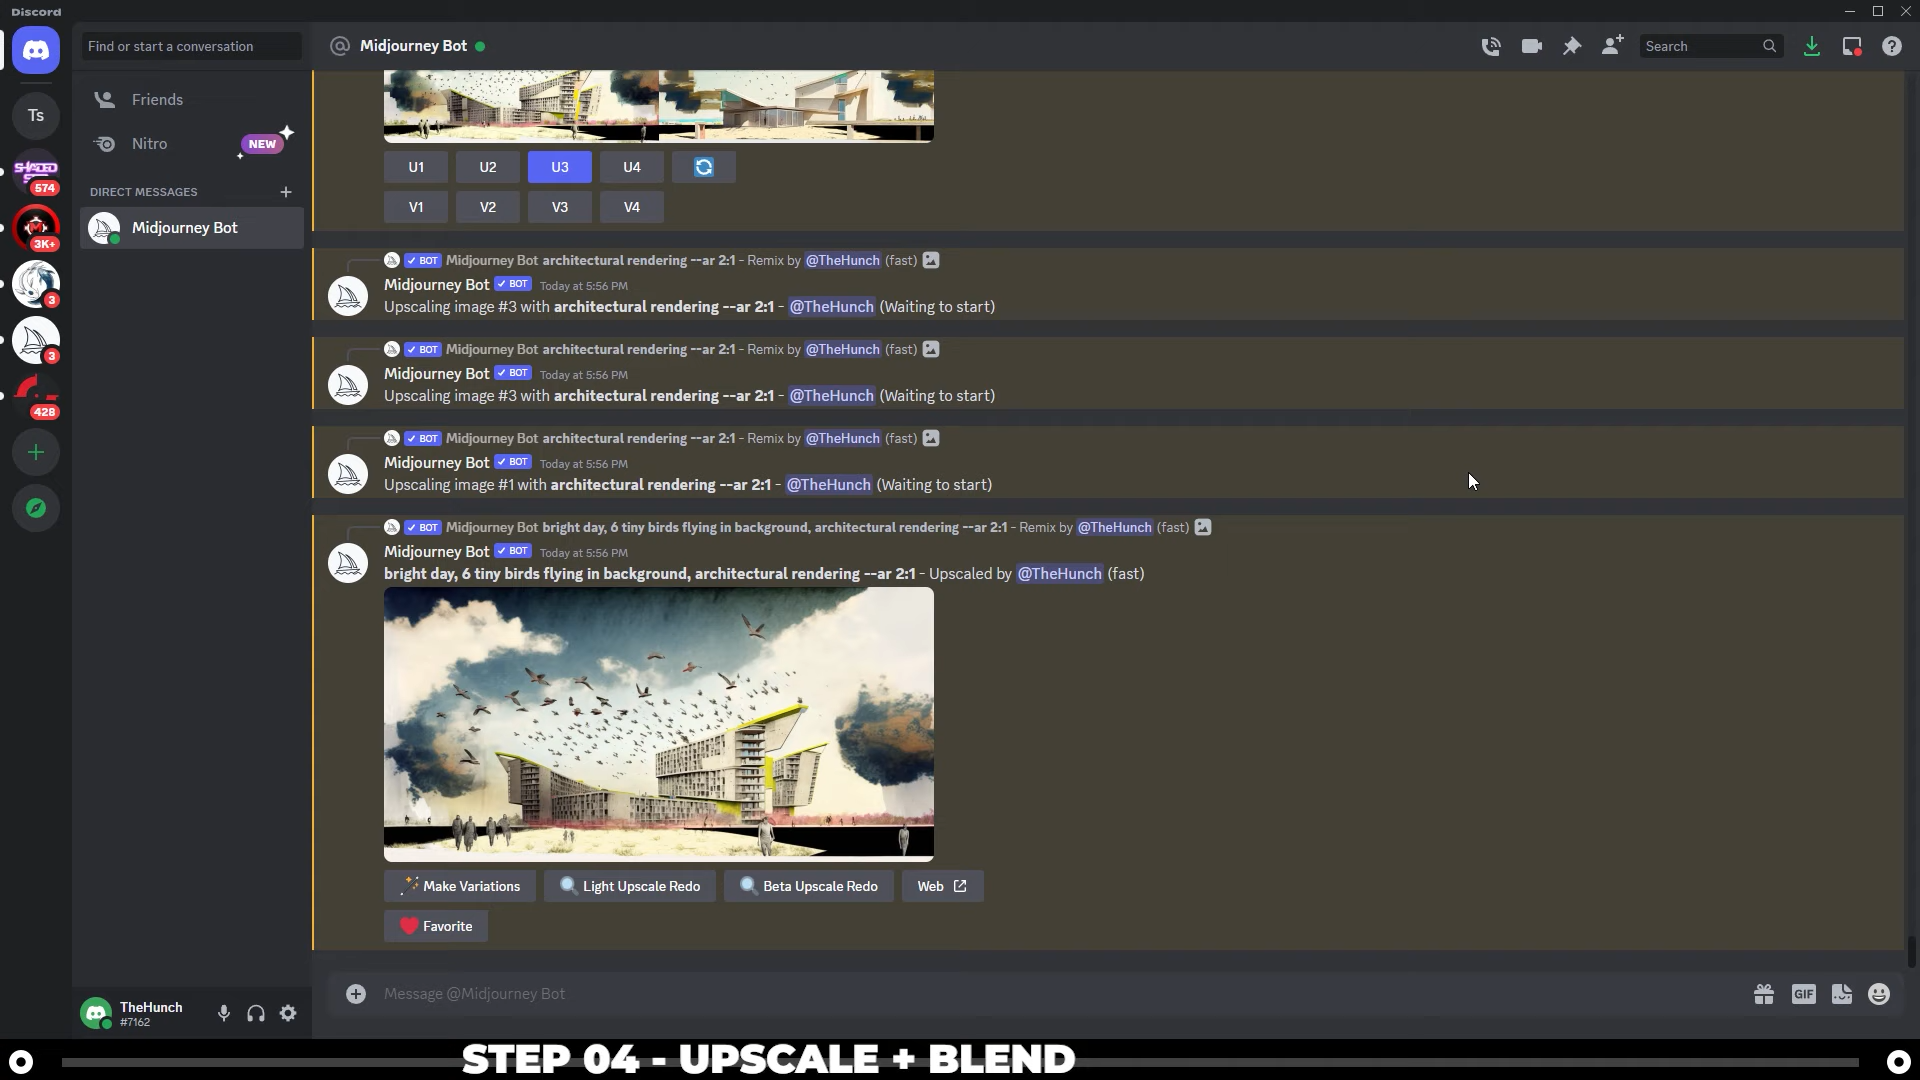 Discord
Find or start a conversation
Midjourney Bot
Search
Friends
Nitro
NEW
DIRECT MESSAGES
Midjourney Bot
Ts
SHADED
574
3K+
3
3
428
U1 U2 U3 U4
V1 V2 V3 V4
BOT Midjourney Bot architectural rendering --ar 2:1 - Remix by @TheHunch (fast)
Midjourney Bot BOT Today at 5:56 PM
Upscaling image #3 with architectural rendering --ar 2:1 - @TheHunch (Waiting to start)
BOT Midjourney Bot architectural rendering --ar 2:1 - Remix by @TheHunch (fast)
Midjourney Bot BOT Today at 5:56 PM
Upscaling image #3 with architectural rendering --ar 2:1 - @TheHunch (Waiting to start)
BOT Midjourney Bot architectural rendering --ar 2:1 - Remix by @TheHunch (fast)
Midjourney Bot BOT Today at 5:56 PM
Upscaling image #1 with architectural rendering --ar 2:1 - @TheHunch (Waiting to start)
BOT Midjourney Bot bright day, 6 tiny birds flying in background, architectural rendering --ar 2:1 - Remix by @TheHunch (fast)
Midjourney Bot BOT Today at 5:56 PM
bright day, 6 tiny birds flying in background, architectural rendering --ar 2:1 - Upscaled by @TheHunch (fast)
Make Variations Light Upscale Redo Beta Upscale Redo Web
Favorite
Message @Midjourney Bot
GIF
TheHunch
#7162
STEP 04 - UPSCALE + BLEND